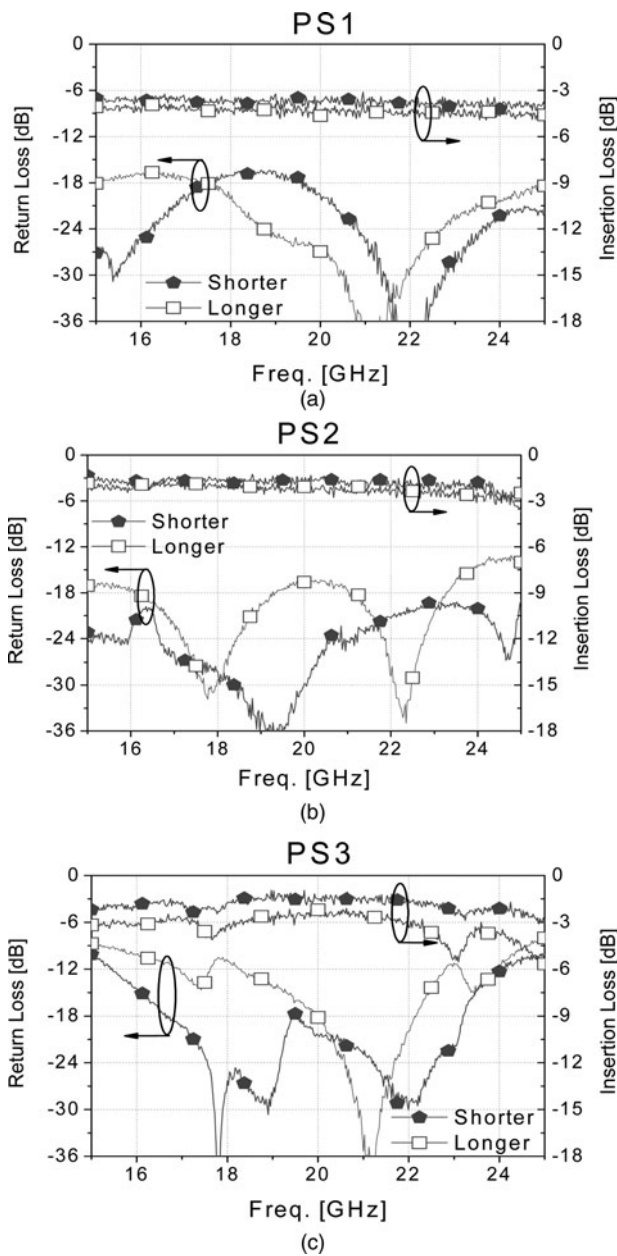 PS1
0
-6
-12
-18
-24
-30
-36
Return Loss [dB]
0
-3
-6
-9
-12
-15
-18
Insertion Loss [dB]
Shorter
Longer
16 18 20 22 24
Freq. [GHz]
(a)
PS2
0
-6
-12
-18
-24
-30
-36
Return Loss [dB]
0
-3
-6
-9
-12
-15
-18
Insertion Loss [dB]
Shorter
Longer
16 18 20 22 24
Freq. [GHz]
(b)
PS3
0
-6
-12
-18
-24
-30
-36
Return Loss [dB]
0
-3
-6
-9
-12
-15
-18
Insertion Loss [dB]
Shorter
Longer
16 18 20 22 24
Freq. [GHz]
(c)